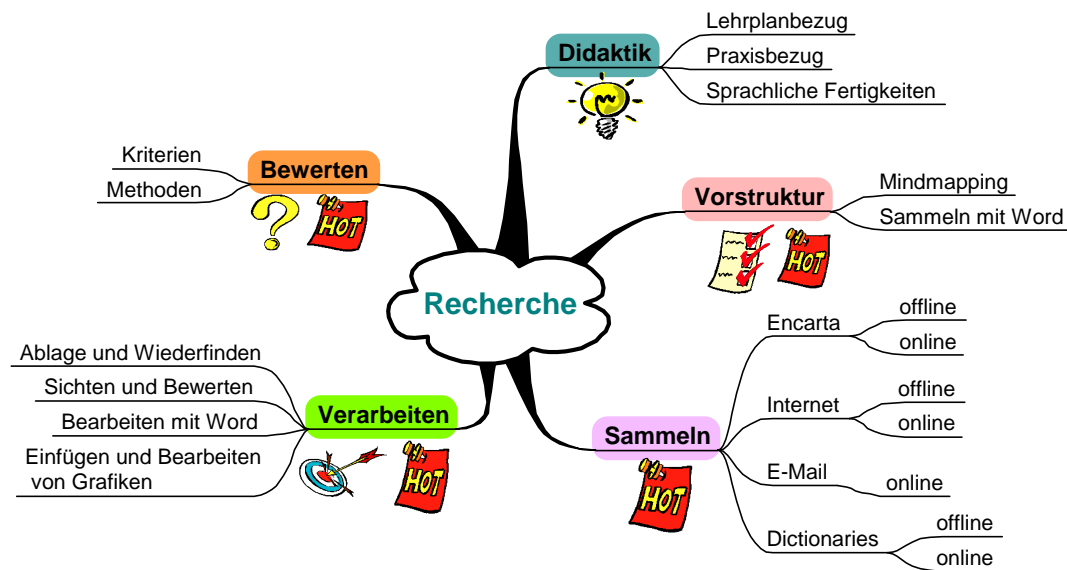 Recherche
Didaktik
Lehrplanbezug
Praxisbezug
Sprachliche Fertigkeiten
Vorstruktur
Mindmapping
Sammeln mit Word
HOT
Sammeln
HOT
Encarta
offline
online
Internet
offline
online
E-Mail
online
Dictionaries
offline
online
Verarbeiten
HOT
Ablage und Wiederfinden
Sichten und Bewerten
Bearbeiten mit Word
Einfügen und Bearbeiten
von Grafiken
Bewerten
HOT
Kriterien
Methoden